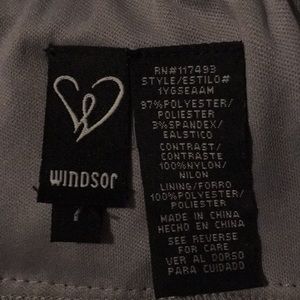 WINDSOR
RN#117493
STYLE/ESTILO#
1YGSEAAM
97%POLYESTER/
POLIESTER
3%SPANDEX/
EALSTICO
CONTRAST/
CONTRASTE
100%NYLON/
NILON
LINING/FORRO
100%POLYESTER/
POLIESTER
MADE IN CHINA
HECHO EN CHINA
SEE REVERSE
FOR CARE
VER AL DORSO
PARA CUIDADO